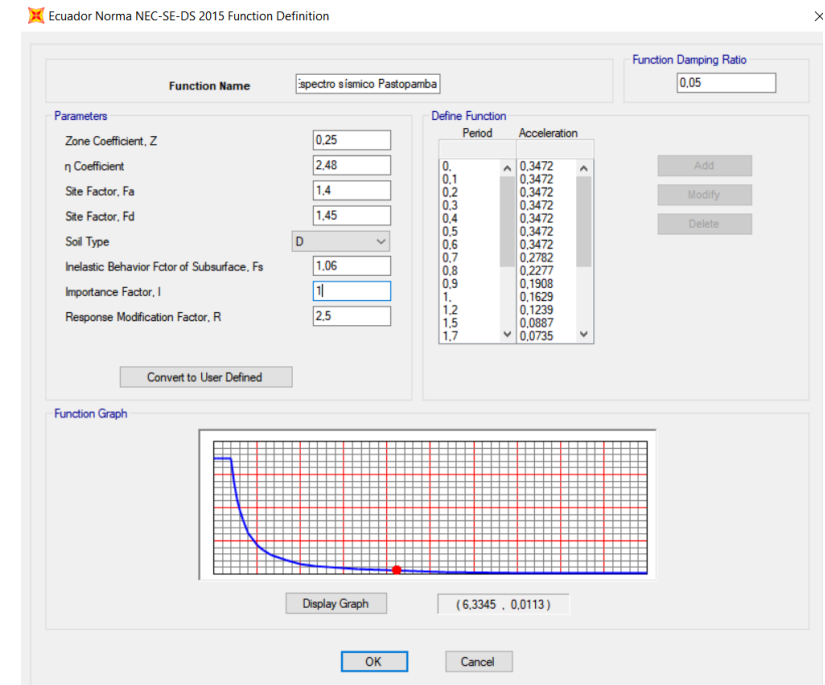 Ecuador Norma NEC-SE-DS 2015 Function Definition
Function Damping Ratio
0,05
Function Name
Espectro sísmico Pastopamba
Parameters
Zone Coefficient, Z
0,25
η Coefficient
2,48
Site Factor, Fa
1,4
Site Factor, Fd
1,45
Soil Type
D
Inelastic Behavior Fctor of Subsurface, Fs
1,06
Importance Factor, I
1
Response Modification Factor, R
2,5
Convert to User Defined
Define Function
Period Acceleration
0, 0,3472
0,1 0,3472
0,2 0,3472
0,3 0,3472
0,4 0,3472
0,5 0,3472
0,6 0,3472
0,7 0,2782
0,8 0,2277
0,9 0,1908
1, 0,1629
1,2 0,1239
1,5 0,0887
1,7 0,0735
Add
Modify
Delete
Function Graph
Display Graph
( 6,3345 , 0,0113 )
OK
Cancel